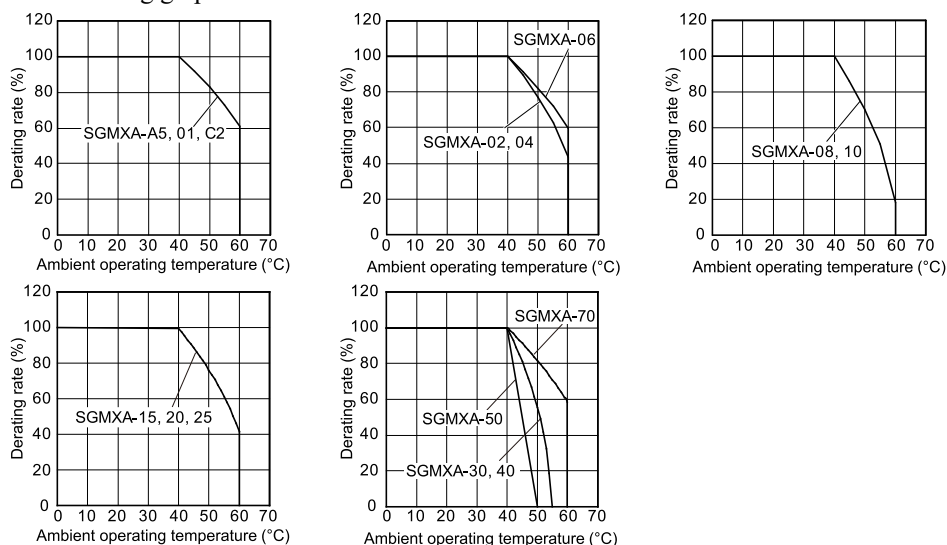 120
100
80
60
40
20
0
Derating rate (%)
SGMXA-A5, 01, C2
0 10 20 30 40 50 60 70
Ambient operating temperature (°C)
120
100
80
60
40
20
0
Derating rate (%)
SGMXA-06
SGMXA-02, 04
0 10 20 30 40 50 60 70
Ambient operating temperature (°C)
120
100
80
60
40
20
0
Derating rate (%)
SGMXA-08, 10
0 10 20 30 40 50 60 70
Ambient operating temperature (°C)
120
100
80
60
40
20
0
Derating rate (%)
SGMXA-15, 20, 25
0 10 20 30 40 50 60 70
Ambient operating temperature (°C)
120
100
80
60
40
20
0
Derating rate (%)
SGMXA-70
SGMXA-50
SGMXA-30, 40
0 10 20 30 40 50 60 70
Ambient operating temperature (°C)